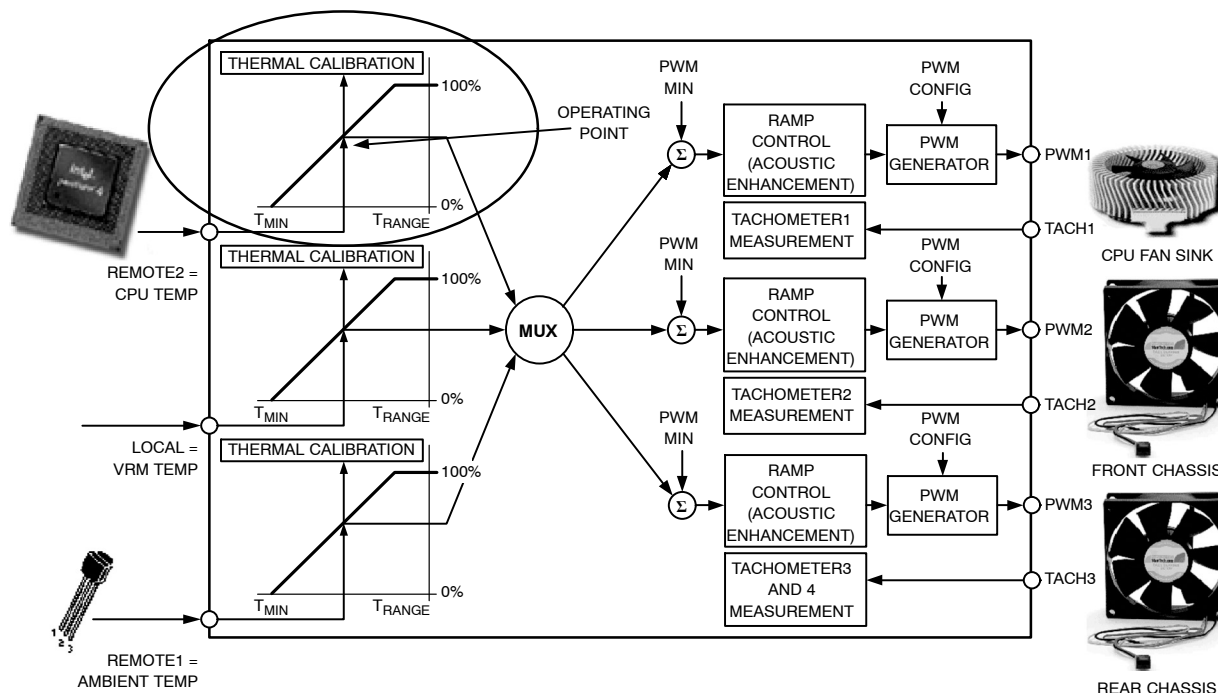 THERMAL CALIBRATION
100%
OPERATING
POINT
0%
TMIN
TRANGE
REMOTE2 =
CPU TEMP
THERMAL CALIBRATION
100%
0%
TMIN
TRANGE
LOCAL =
VRM TEMP
THERMAL CALIBRATION
100%
0%
TMIN
TRANGE
REMOTE1 =
AMBIENT TEMP
1
2
3
MUX
PWM
MIN
Σ
RAMP
CONTROL
(ACOUSTIC
ENHANCEMENT)
PWM
CONFIG
PWM
GENERATOR
PWM1
TACHOMETER1
MEASUREMENT
TACH1
CPU FAN SINK
PWM
MIN
Σ
RAMP
CONTROL
(ACOUSTIC
ENHANCEMENT)
PWM
CONFIG
PWM
GENERATOR
PWM2
TACHOMETER2
MEASUREMENT
TACH2
FRONT CHASSIS
PWM
MIN
Σ
RAMP
CONTROL
(ACOUSTIC
ENHANCEMENT)
PWM
CONFIG
PWM
GENERATOR
PWM3
TACHOMETER3
AND 4
MEASUREMENT
TACH3
REAR CHASSIS